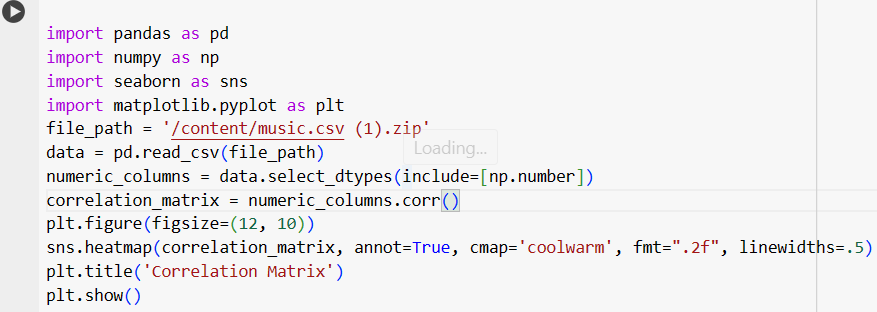 import pandas as pd
import numpy as np
import seaborn as sns
import matplotlib.pyplot as plt
file_path = '/content/music.csv (1).zip'
Loading...
data = pd.read_csv(file_path)
numeric_columns = data.select_dtypes(include=[np.number])
correlation_matrix = numeric_columns.corr()
plt.figure(figsize=(12, 10))
sns.heatmap(correlation_matrix, annot=True, cmap='coolwarm', fmt=".2f", linewidths=.5)
plt.title('Correlation Matrix')
plt.show()